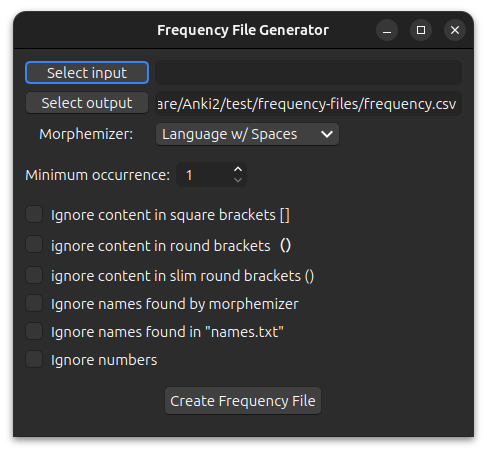 Frequency File Generator
Select input
Select output are/Anki2/test/frequency-files/frequency.csv
Morphemizer: Language w/ Spaces
Minimum occurrence: 1
Ignore content in square brackets []
ignore content in round brackets （）
ignore content in slim round brackets ()
Ignore names found by morphemizer
Ignore names found in "names.txt"
Ignore numbers
Create Frequency File